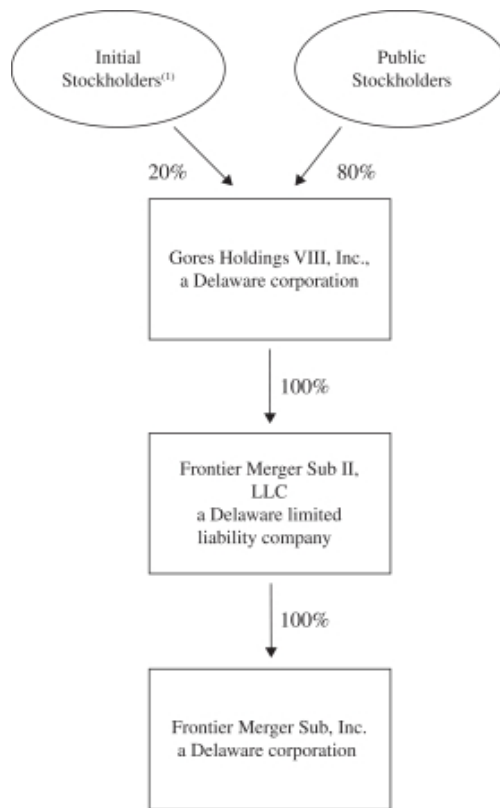 Initial
Stockholders(1)
Public
Stockholders
20%
80%
Gores Holdings VIII, Inc.,
a Delaware corporation
100%
Frontier Merger Sub II,
LLC
a Delaware limited
liability company
100%
Frontier Merger Sub, Inc.
a Delaware corporation